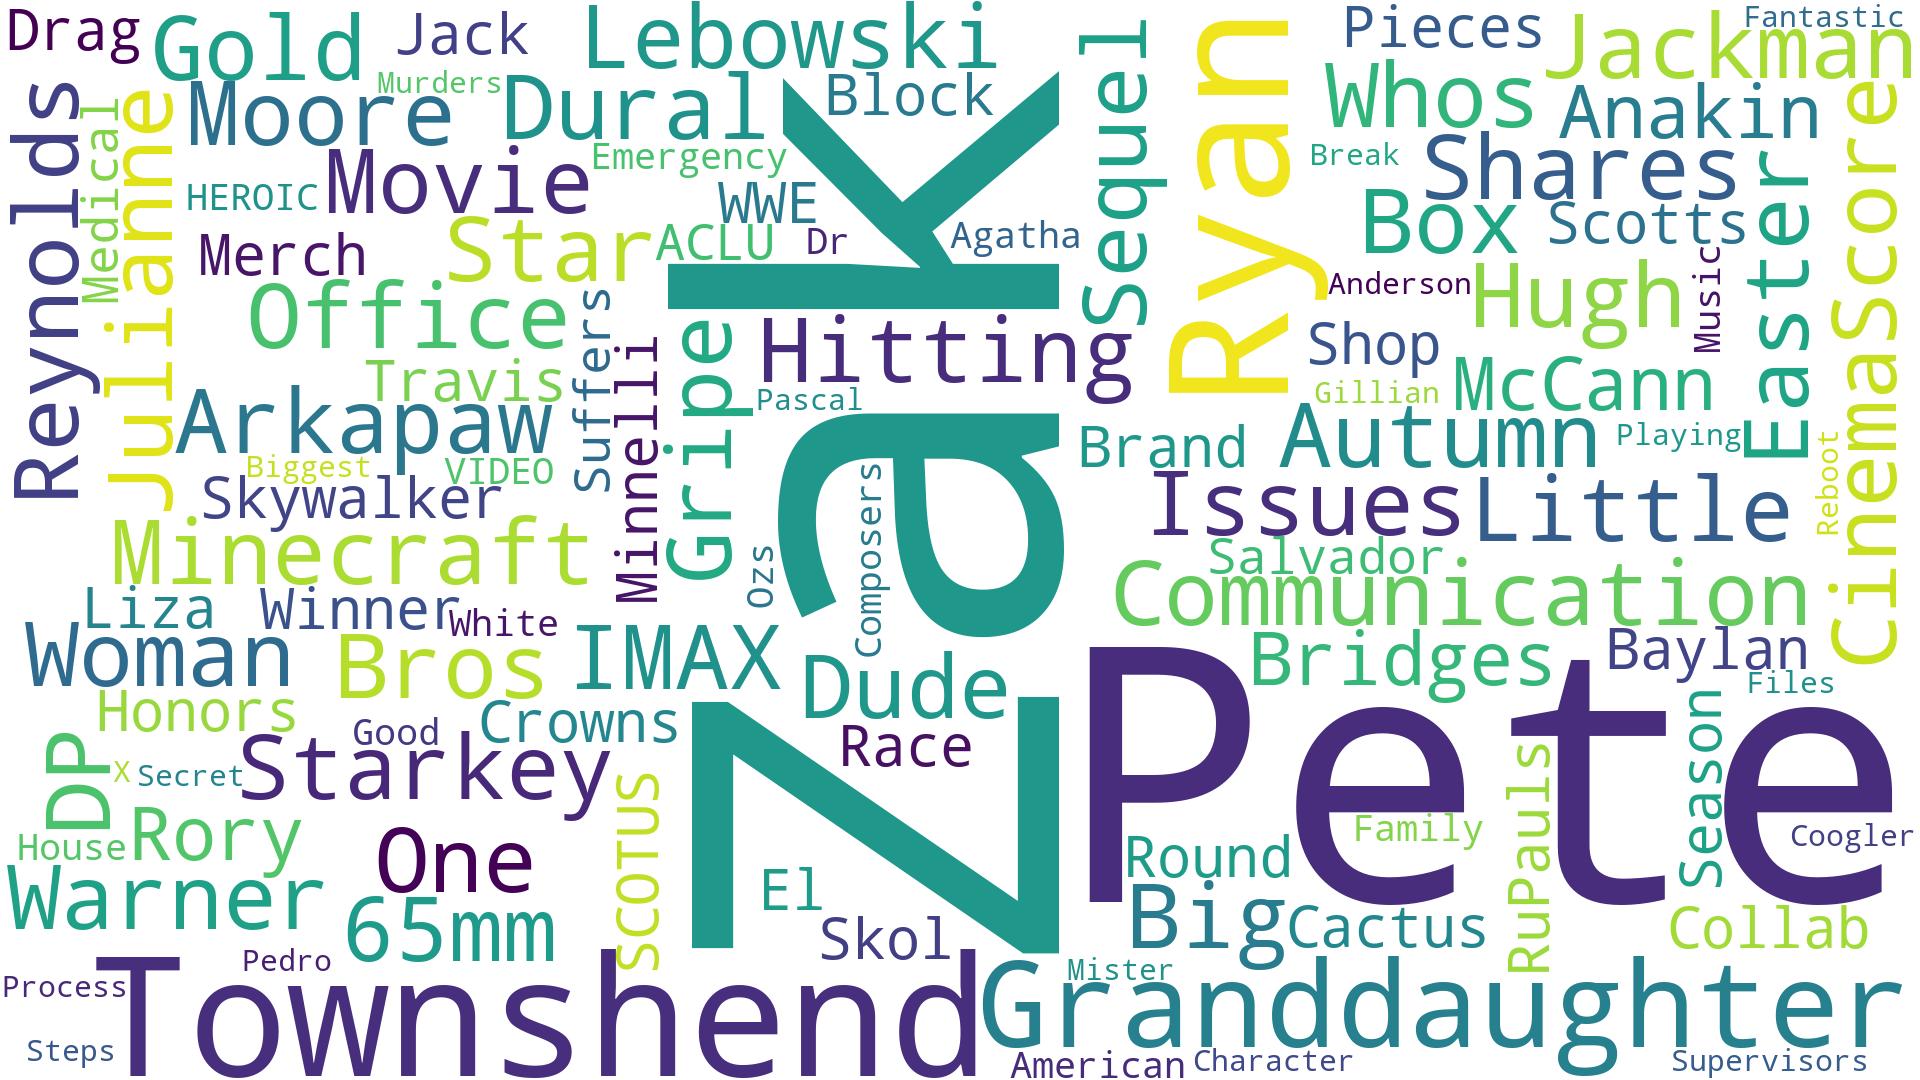 Drag
Gold
Jack
Lebowski
Sequel
Ryan
Pieces
Jackman
Fantastic
Reynolds
Medical
Julianne
Moore
Murders
Dural
Block
Whos
Anakin
CinemaScore
HEROIC
Movie
Emergency
WWE
Zak
Break
Shares
Easter
Merch
Star
ACLU
Dr
Agatha
Box
Scotts
Office
Suffers
Minnelli
Gripe
Hitting
Anderson
Hugh
Music
Travis
Pascal
Shop
Gillian
McCann
Arkapaw
Biggest
VIDEO
Composers
Brand
Autumn
Playing
Reboot
Skywalker
Issues
Little
Minecraft
Ozs
Salvador
Communication
Liza
Winner
White
IMAX
Woman
Bros
Dude
Bridges
Baylan
Files
Honors
Good
Crowns
Race
Pete
Season
DP
X
Secret
Starkey
SCOTUS
RuPauls
House
Rory
One
Round
Family
Coogler
Warner
65mm
El
Skol
Big
Cactus
Collab
Process
Pedro
Townshend
Mister
Granddaughter
Steps
American
Character
Supervisors